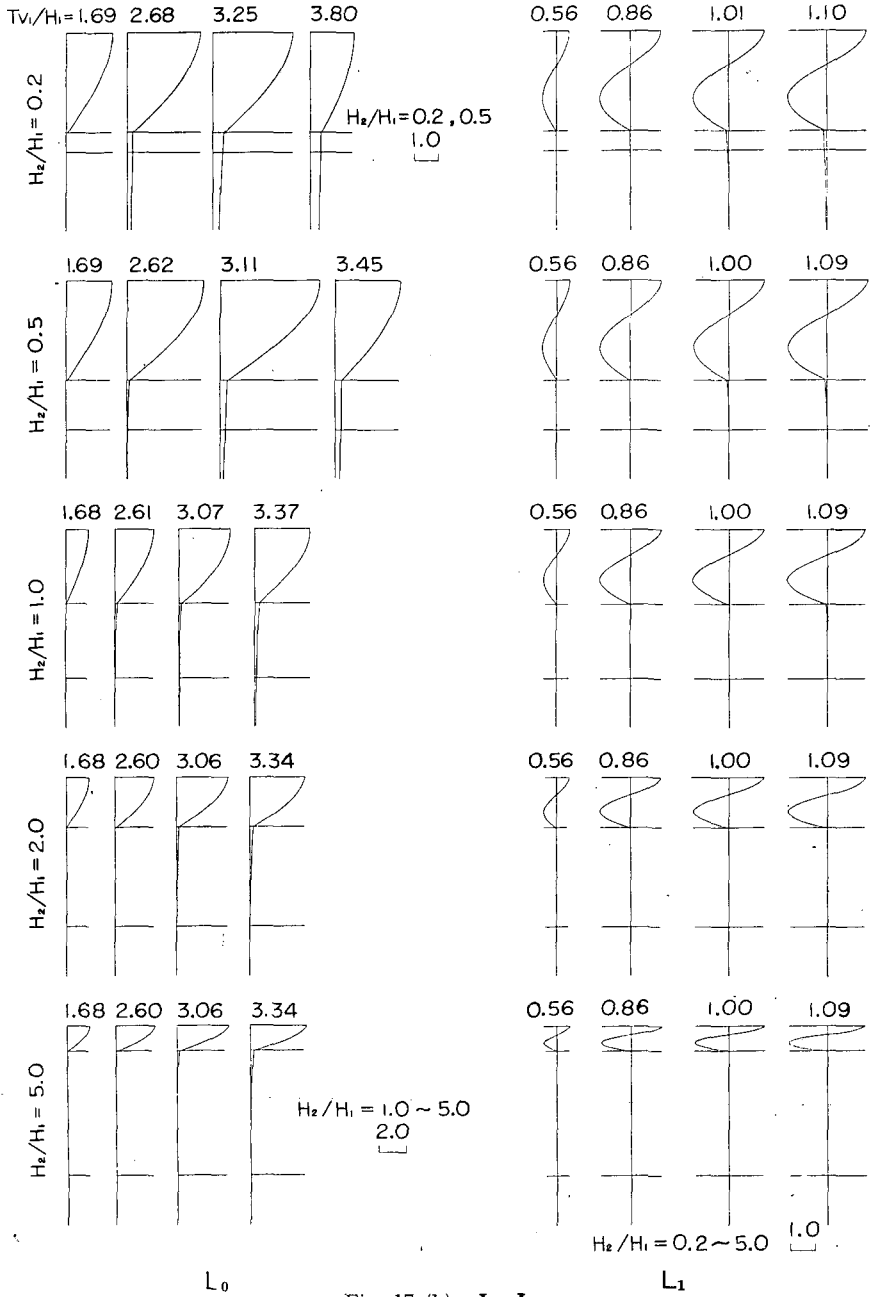 Tv₁/H₁=1.69 2.68 3.25 3.80 0.56 0.86 1.01 1.10
H₂/H₁ = 0.2
H₂/H₁ = 0.2 , 0.5
1.0
1.69 2.62 3.11 3.45 0.56 0.86 1.00 1.09
H₂/H₁ = 0.5
1.68 2.61 3.07 3.37 0.56 0.86 1.00 1.09
H₂/H₁ = 1.0
1.68 2.60 3.06 3.34 0.56 0.86 1.00 1.09
H₂/H₁ = 2.0
1.68 2.60 3.06 3.34 0.56 0.86 1.00 1.09
H₂/H₁ = 5.0
H₂/H₁ = 1.0 ~ 5.0
2.0
H₂/H₁ = 0.2 ~ 5.0 1.0
L₀ L₁